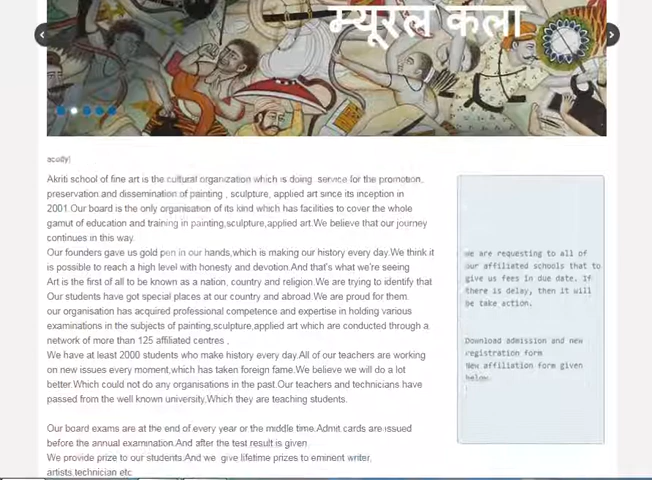 म्यूरल कला
Akriti school of fine art is the cultural organization which is doing service for the promotion,
preservation and dissemination of painting , sculpture, applied art since its inception in
2001.Our board is the only organisation of its kind which has facilities to cover the whole
gamut of education and training in painting,sculpture,applied art.We believe that our journey
continues in this way.
Our founders gave us gold pen in our hands,which is making our history every day.We think it
is possible to reach a high level with honesty and devotion.And that's what we're seeing
Art is the first of all to be known as a nation, country and religion.We are trying to identify that
Our students have got special places at our country and abroad.We are proud for them.
our organisation has acquired professional competence and expertise in holding various
examinations in the subjects of painting,sculpture,applied art which are conducted through a
network of more than 125 affiliated centres ,
We have at least 2000 students who make history every day.All of our teachers are working
on new issues every moment,which has taken foreign fame.We believe we will do a lot
better.Which could not do any organisations in the past.Our teachers and technicians have
passed from the well known university,Which they are teaching students.
Our board exams are at the end of every year or the middle time.Admit cards are issued
before the annual examination.And after the test result is given
We provide prize to our students.And we give lifetime prizes to eminent writer,
artists,technician etc
we are requesting to all of
our affiliated schools that to
give us fees in due date. If
there is delay, then it will
be take action.
Download admission and new
registration form
New affiliation form given
below.